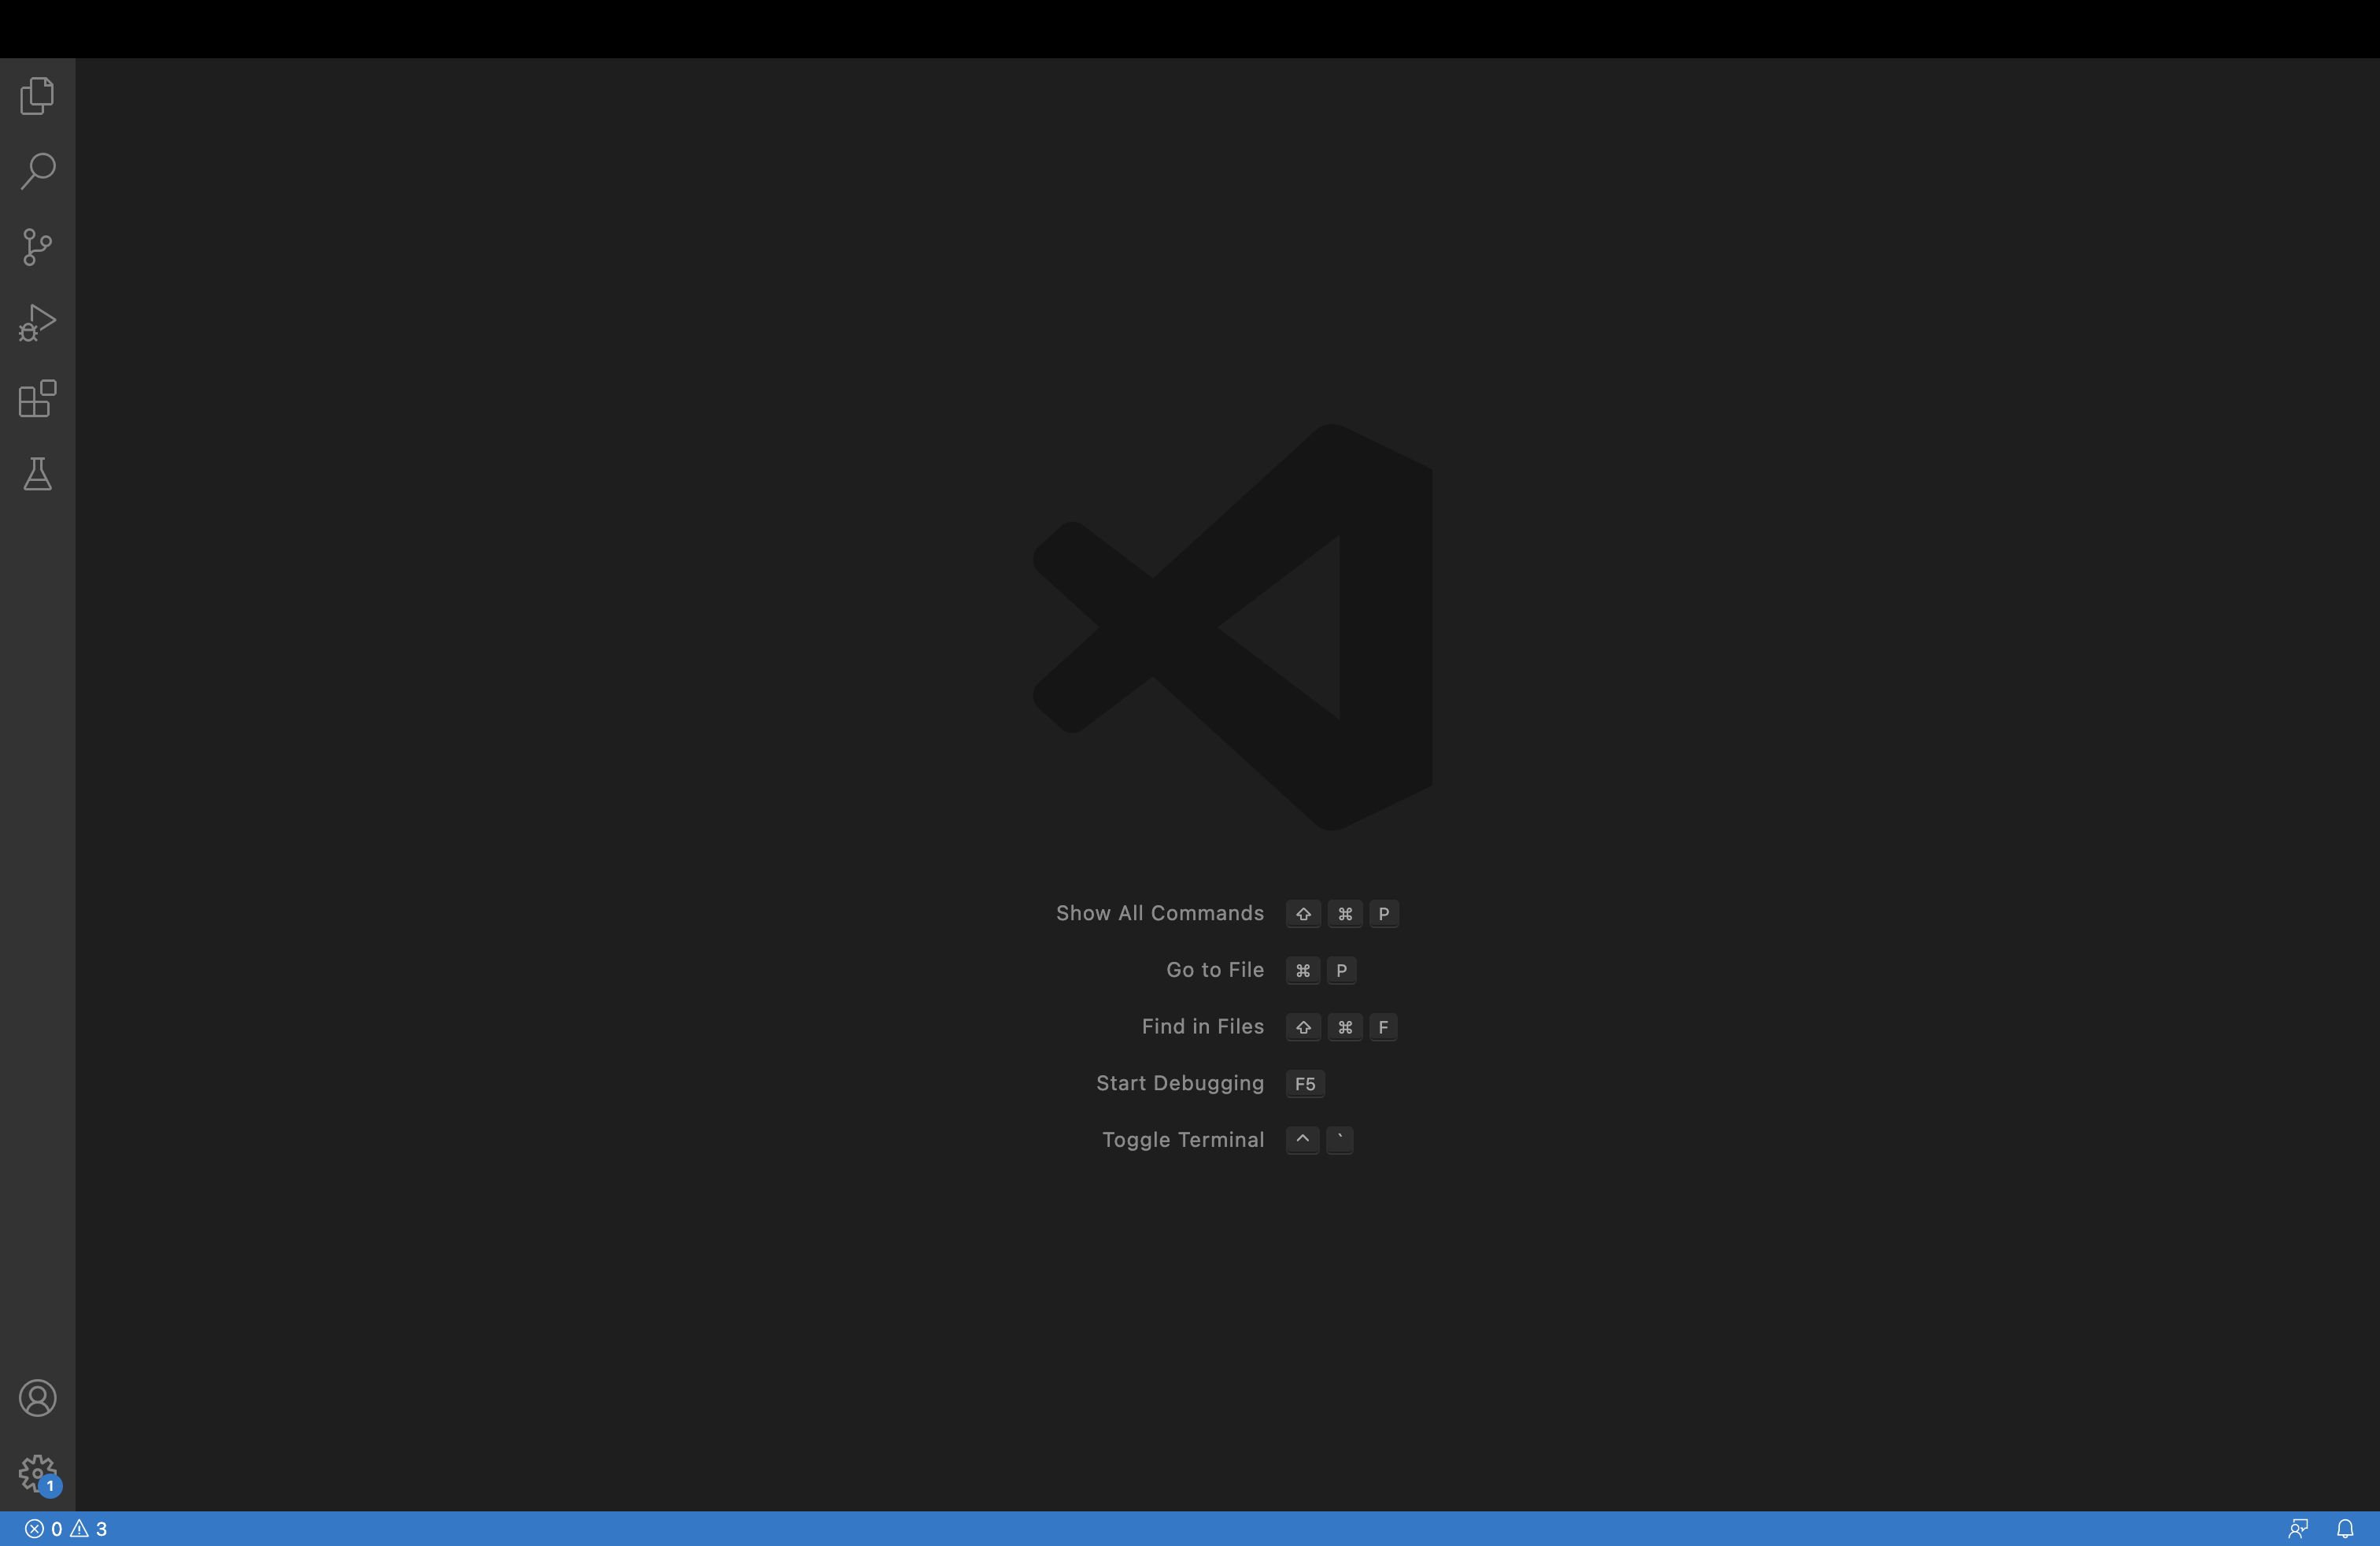 Show All Commands ⇧ ⌘ P
Go to File ⌘ P
Find in Files ⇧ ⌘ F
Start Debugging F5
Toggle Terminal ^ `
1
0 3